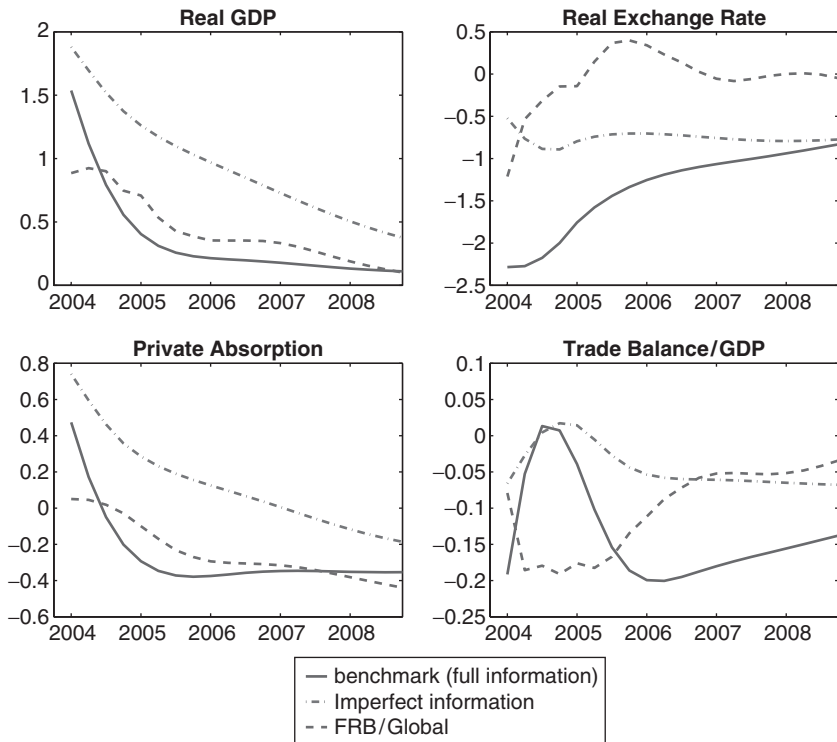 Real GDP
2
1.5
1
0.5
0
2004 2005 2006 2007 2008
Real Exchange Rate
0.5
0
−0.5
−1
−1.5
−2
−2.5
2004 2005 2006 2007 2008
Private Absorption
0.8
0.6
0.4
0.2
0
−0.2
−0.4
−0.6
2004 2005 2006 2007 2008
Trade Balance/GDP
0.1
0.05
0
−0.05
−0.1
−0.15
−0.2
−0.25
2004 2005 2006 2007 2008
benchmark (full information)
Imperfect information
FRB/Global